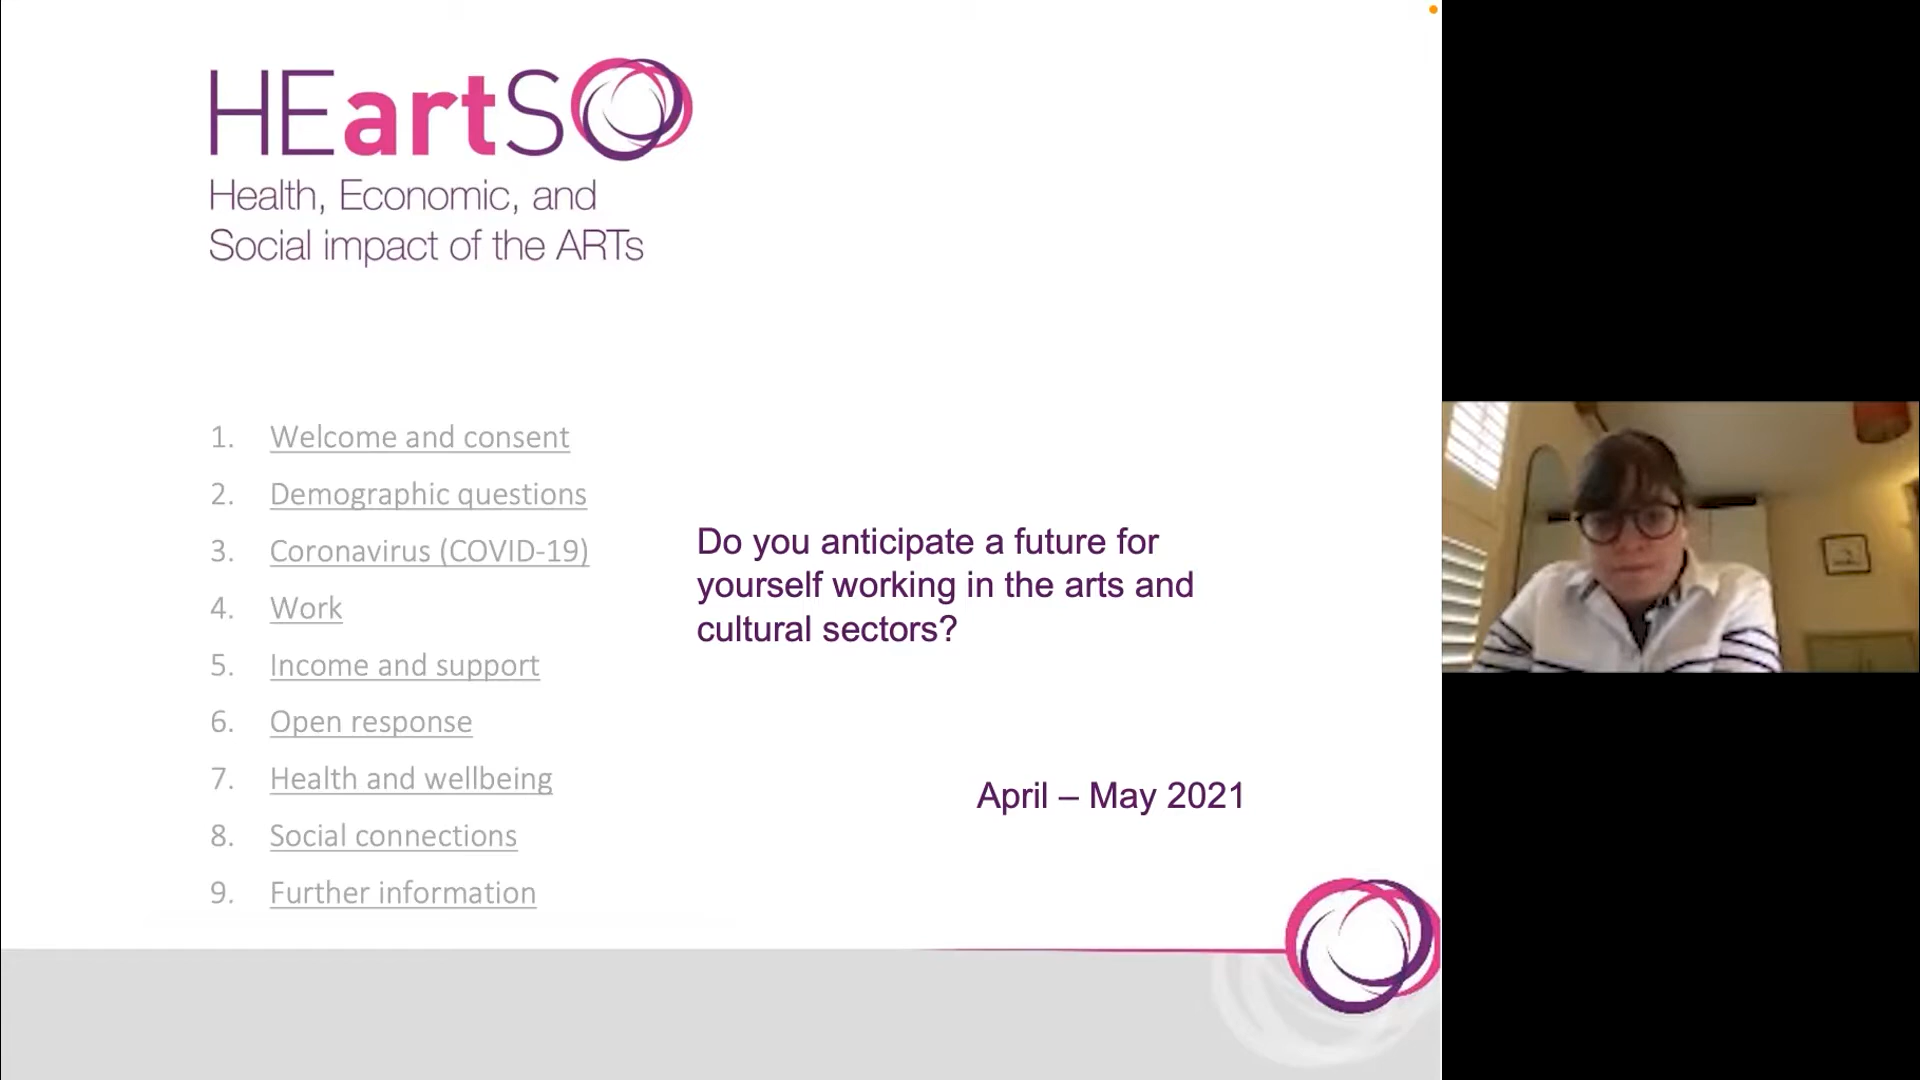 HEartS
Health, Economic, and
Social impact of the ARTs
1. Welcome and consent
2. Demographic questions
3. Coronavirus (COVID-19)
4. Work
5. Income and support
6. Open response
7. Health and wellbeing
8. Social connections
9. Further information
Do you anticipate a future for
yourself working in the arts and
cultural sectors?
April – May 2021